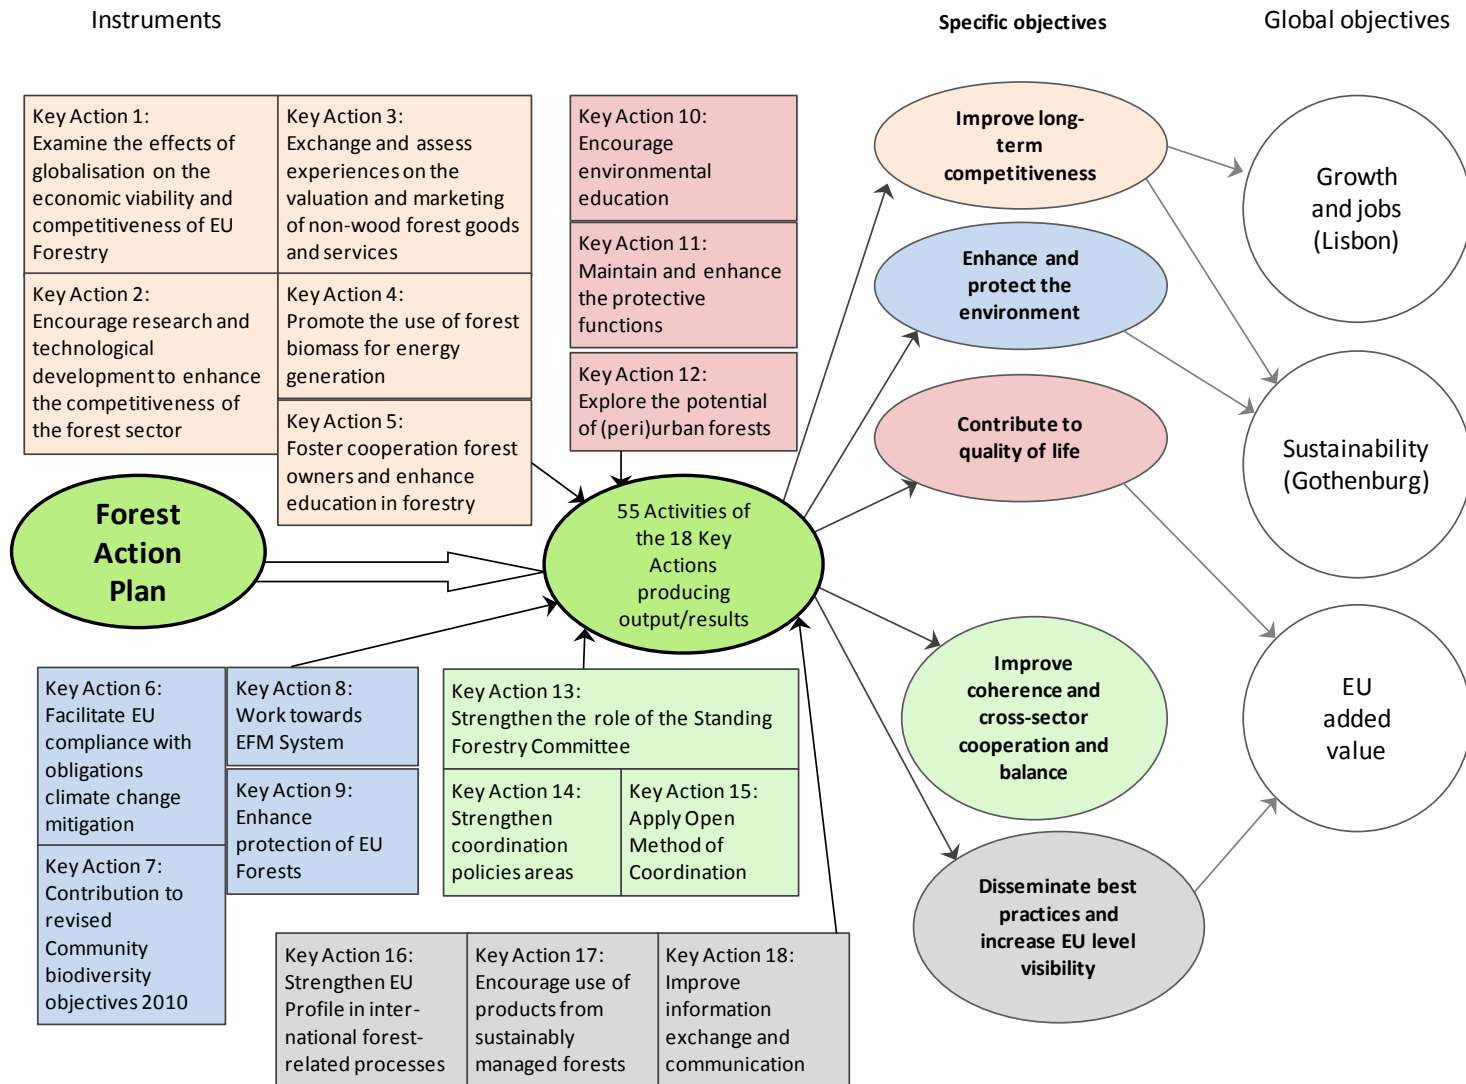 Instruments
Specific objectives
Global objectives
Key Action 1:
Examine the effects of
globalisation on the
economic viability and
competitiveness of EU
Forestry
Key Action 3:
Exchange and assess
experiences on the
valuation and marketing
of non-wood forest goods
and services
Key Action 2:
Encourage research and
technological
development to enhance
the competitiveness of
the forest sector
Key Action 4:
Promote the use of forest
biomass for energy
generation
Key Action 5:
Foster cooperation forest
owners and enhance
education in forestry
Key Action 10:
Encourage
environmental
education
Key Action 11:
Maintain and enhance
the protective
functions
Key Action 12:
Explore the potential
of (peri)urban forests
Forest
Action
Plan
55 Activities of
the 18 Key
Actions
producing
output/results
Key Action 6:
Facilitate EU
compliance with
obligations
climate change
mitigation
Key Action 7:
Contribution to
revised
Community
biodiversity
objectives 2010
Key Action 8:
Work towards
EFM System
Key Action 9:
Enhance
protection of EU
Forests
Key Action 13:
Strengthen the role of the Standing
Forestry Committee
Key Action 14:
Strengthen
coordination
policies areas
Key Action 15:
Apply Open
Method of
Coordination
Key Action 16:
Strengthen EU
Profile in inter-
national forest-
related processes
Key Action 17:
Encourage use of
products from
sustainably
managed forests
Key Action 18:
Improve
information
exchange and
communication
Improve long-
term
competitiveness
Enhance and
protect the
environment
Contribute to
quality of life
Improve
coherence and
cross-sector
cooperation and
balance
Disseminate best
practices and
increase EU level
visibility
Growth
and jobs
(Lisbon)
Sustainability
(Gothenburg)
EU
added
value